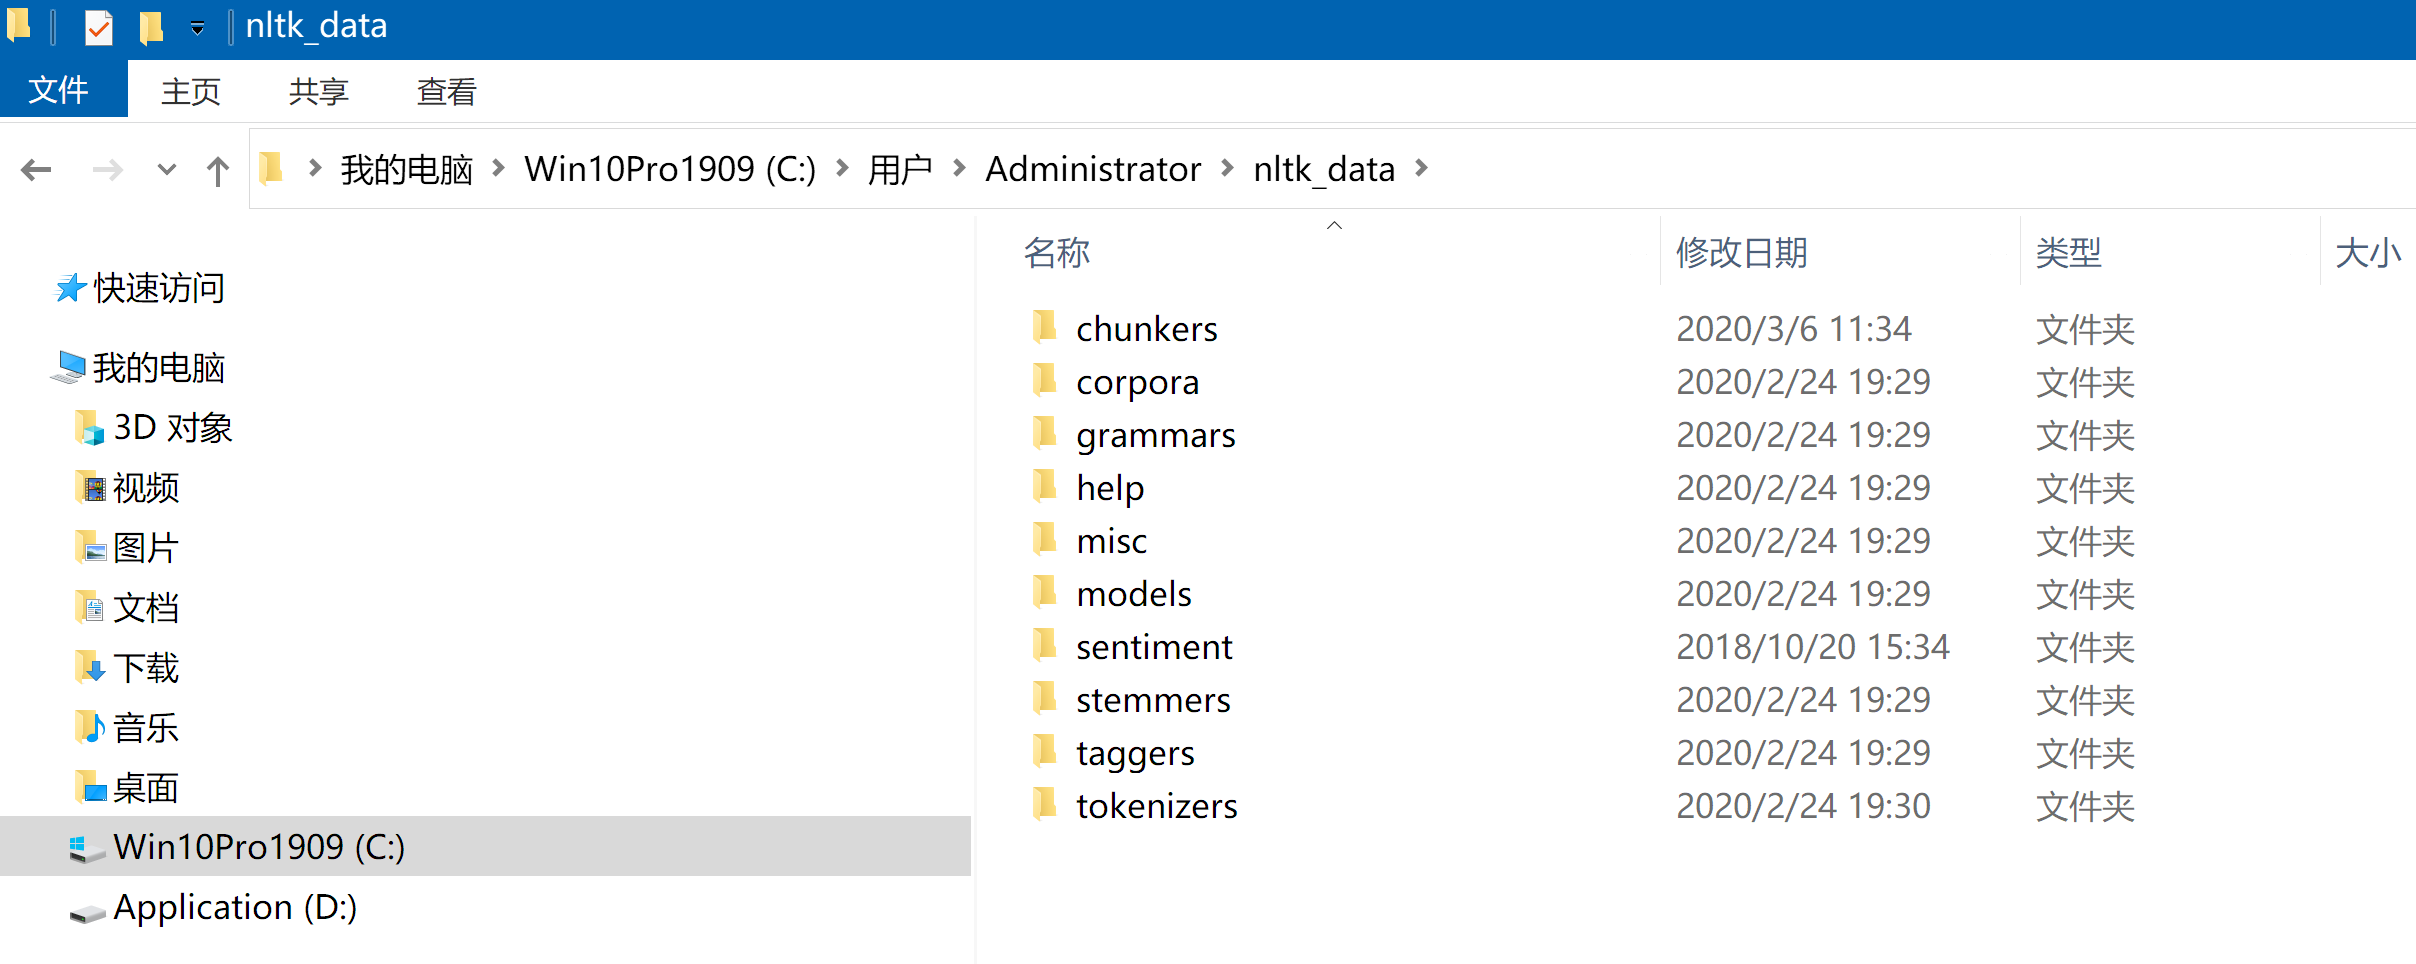 nltk_data
文件 主页 共享 查看
我的电脑 Win10Pro1909 (C:) 用户 Administrator nltk_data
快速访问
我的电脑
3D 对象
视频
图片
文档
下载
音乐
桌面
Win10Pro1909 (C:)
Application (D:)
名称 修改日期 类型 大小
chunkers 2020/3/6 11:34 文件夹
corpora 2020/2/24 19:29 文件夹
grammars 2020/2/24 19:29 文件夹
help 2020/2/24 19:29 文件夹
misc 2020/2/24 19:29 文件夹
models 2020/2/24 19:29 文件夹
sentiment 2018/10/20 15:34 文件夹
stemmers 2020/2/24 19:29 文件夹
taggers 2020/2/24 19:29 文件夹
tokenizers 2020/2/24 19:30 文件夹